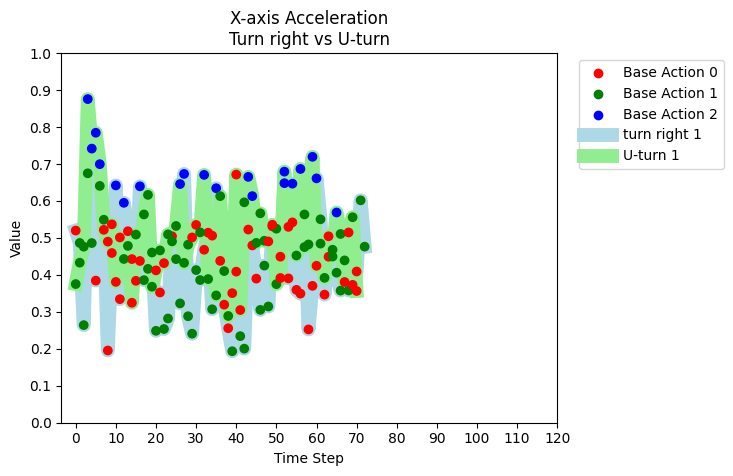 X-axis Acceleration
Turn right vs U-turn
1.0
0.9
0.8
0.7
0.6
0.5
0.4
0.3
0.2
0.1
0.0
Value
0 10 20 30 40 50 60 70 80 90 100 110 120
Time Step
Base Action 0
Base Action 1
Base Action 2
turn right 1
U-turn 1